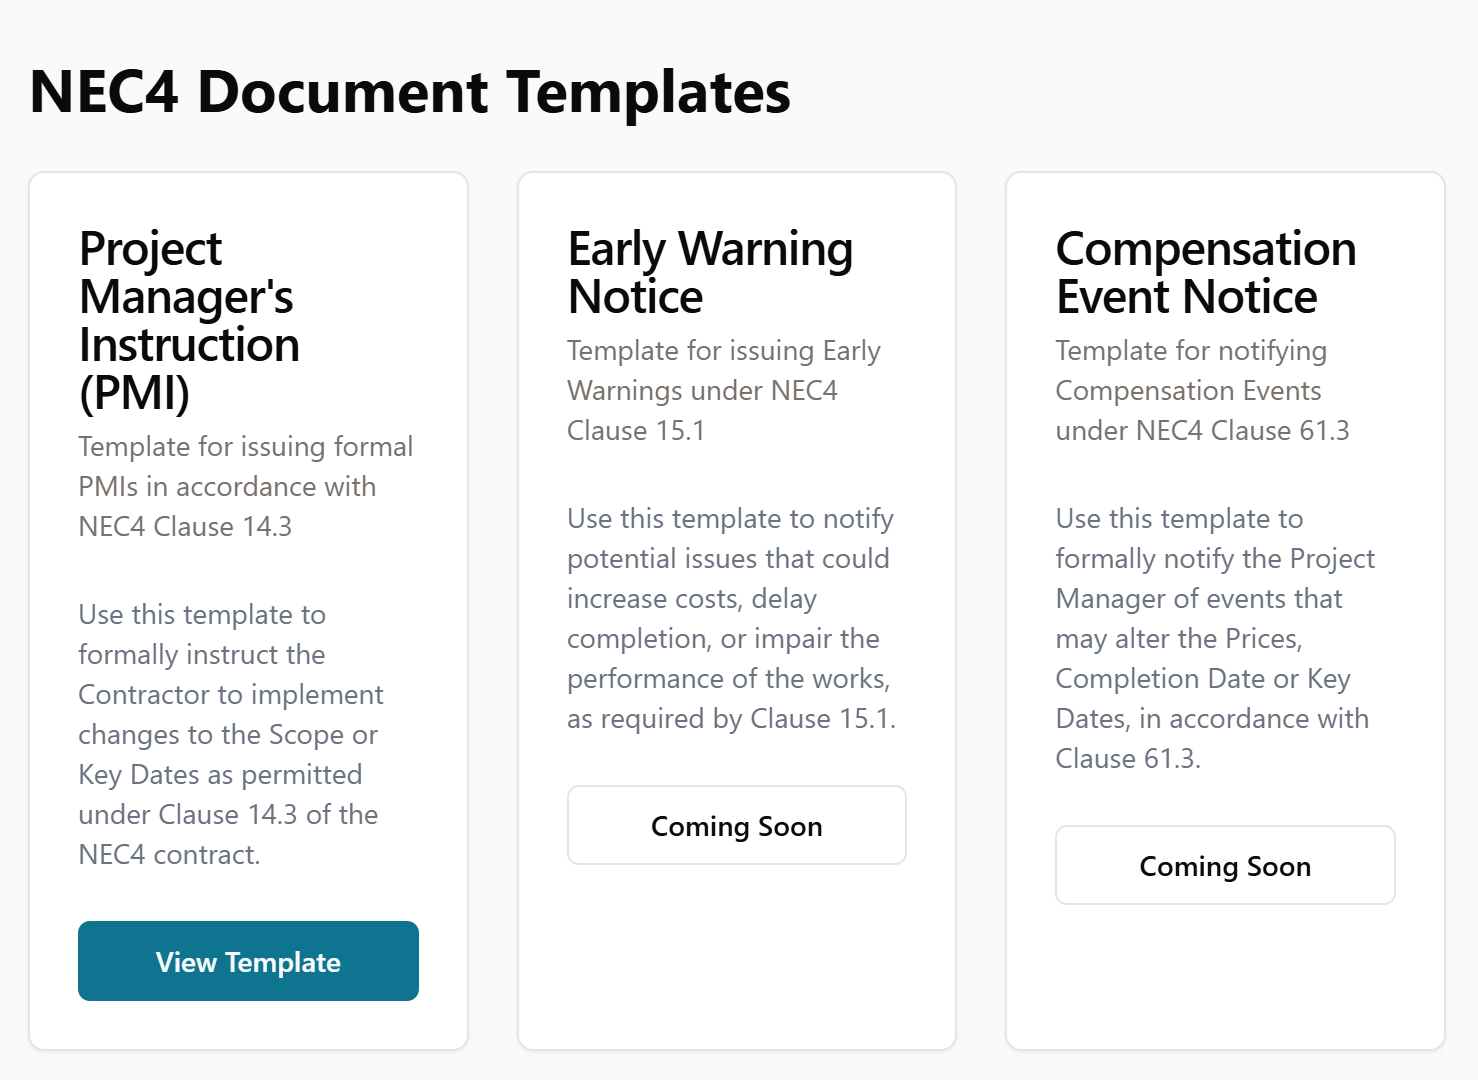 NEC4 Document Templates
Project
Manager's
Instruction
(PMI)
Template for issuing formal
PMIs in accordance with
NEC4 Clause 14.3
Use this template to
formally instruct the
Contractor to implement
changes to the Scope or
Key Dates as permitted
under Clause 14.3 of the
NEC4 contract.
View Template
Early Warning
Notice
Template for issuing Early
Warnings under NEC4
Clause 15.1
Use this template to notify
potential issues that could
increase costs, delay
completion, or impair the
performance of the works,
as required by Clause 15.1.
Coming Soon
Compensation
Event Notice
Template for notifying
Compensation Events
under NEC4 Clause 61.3
Use this template to
formally notify the Project
Manager of events that
may alter the Prices,
Completion Date or Key
Dates, in accordance with
Clause 61.3.
Coming Soon